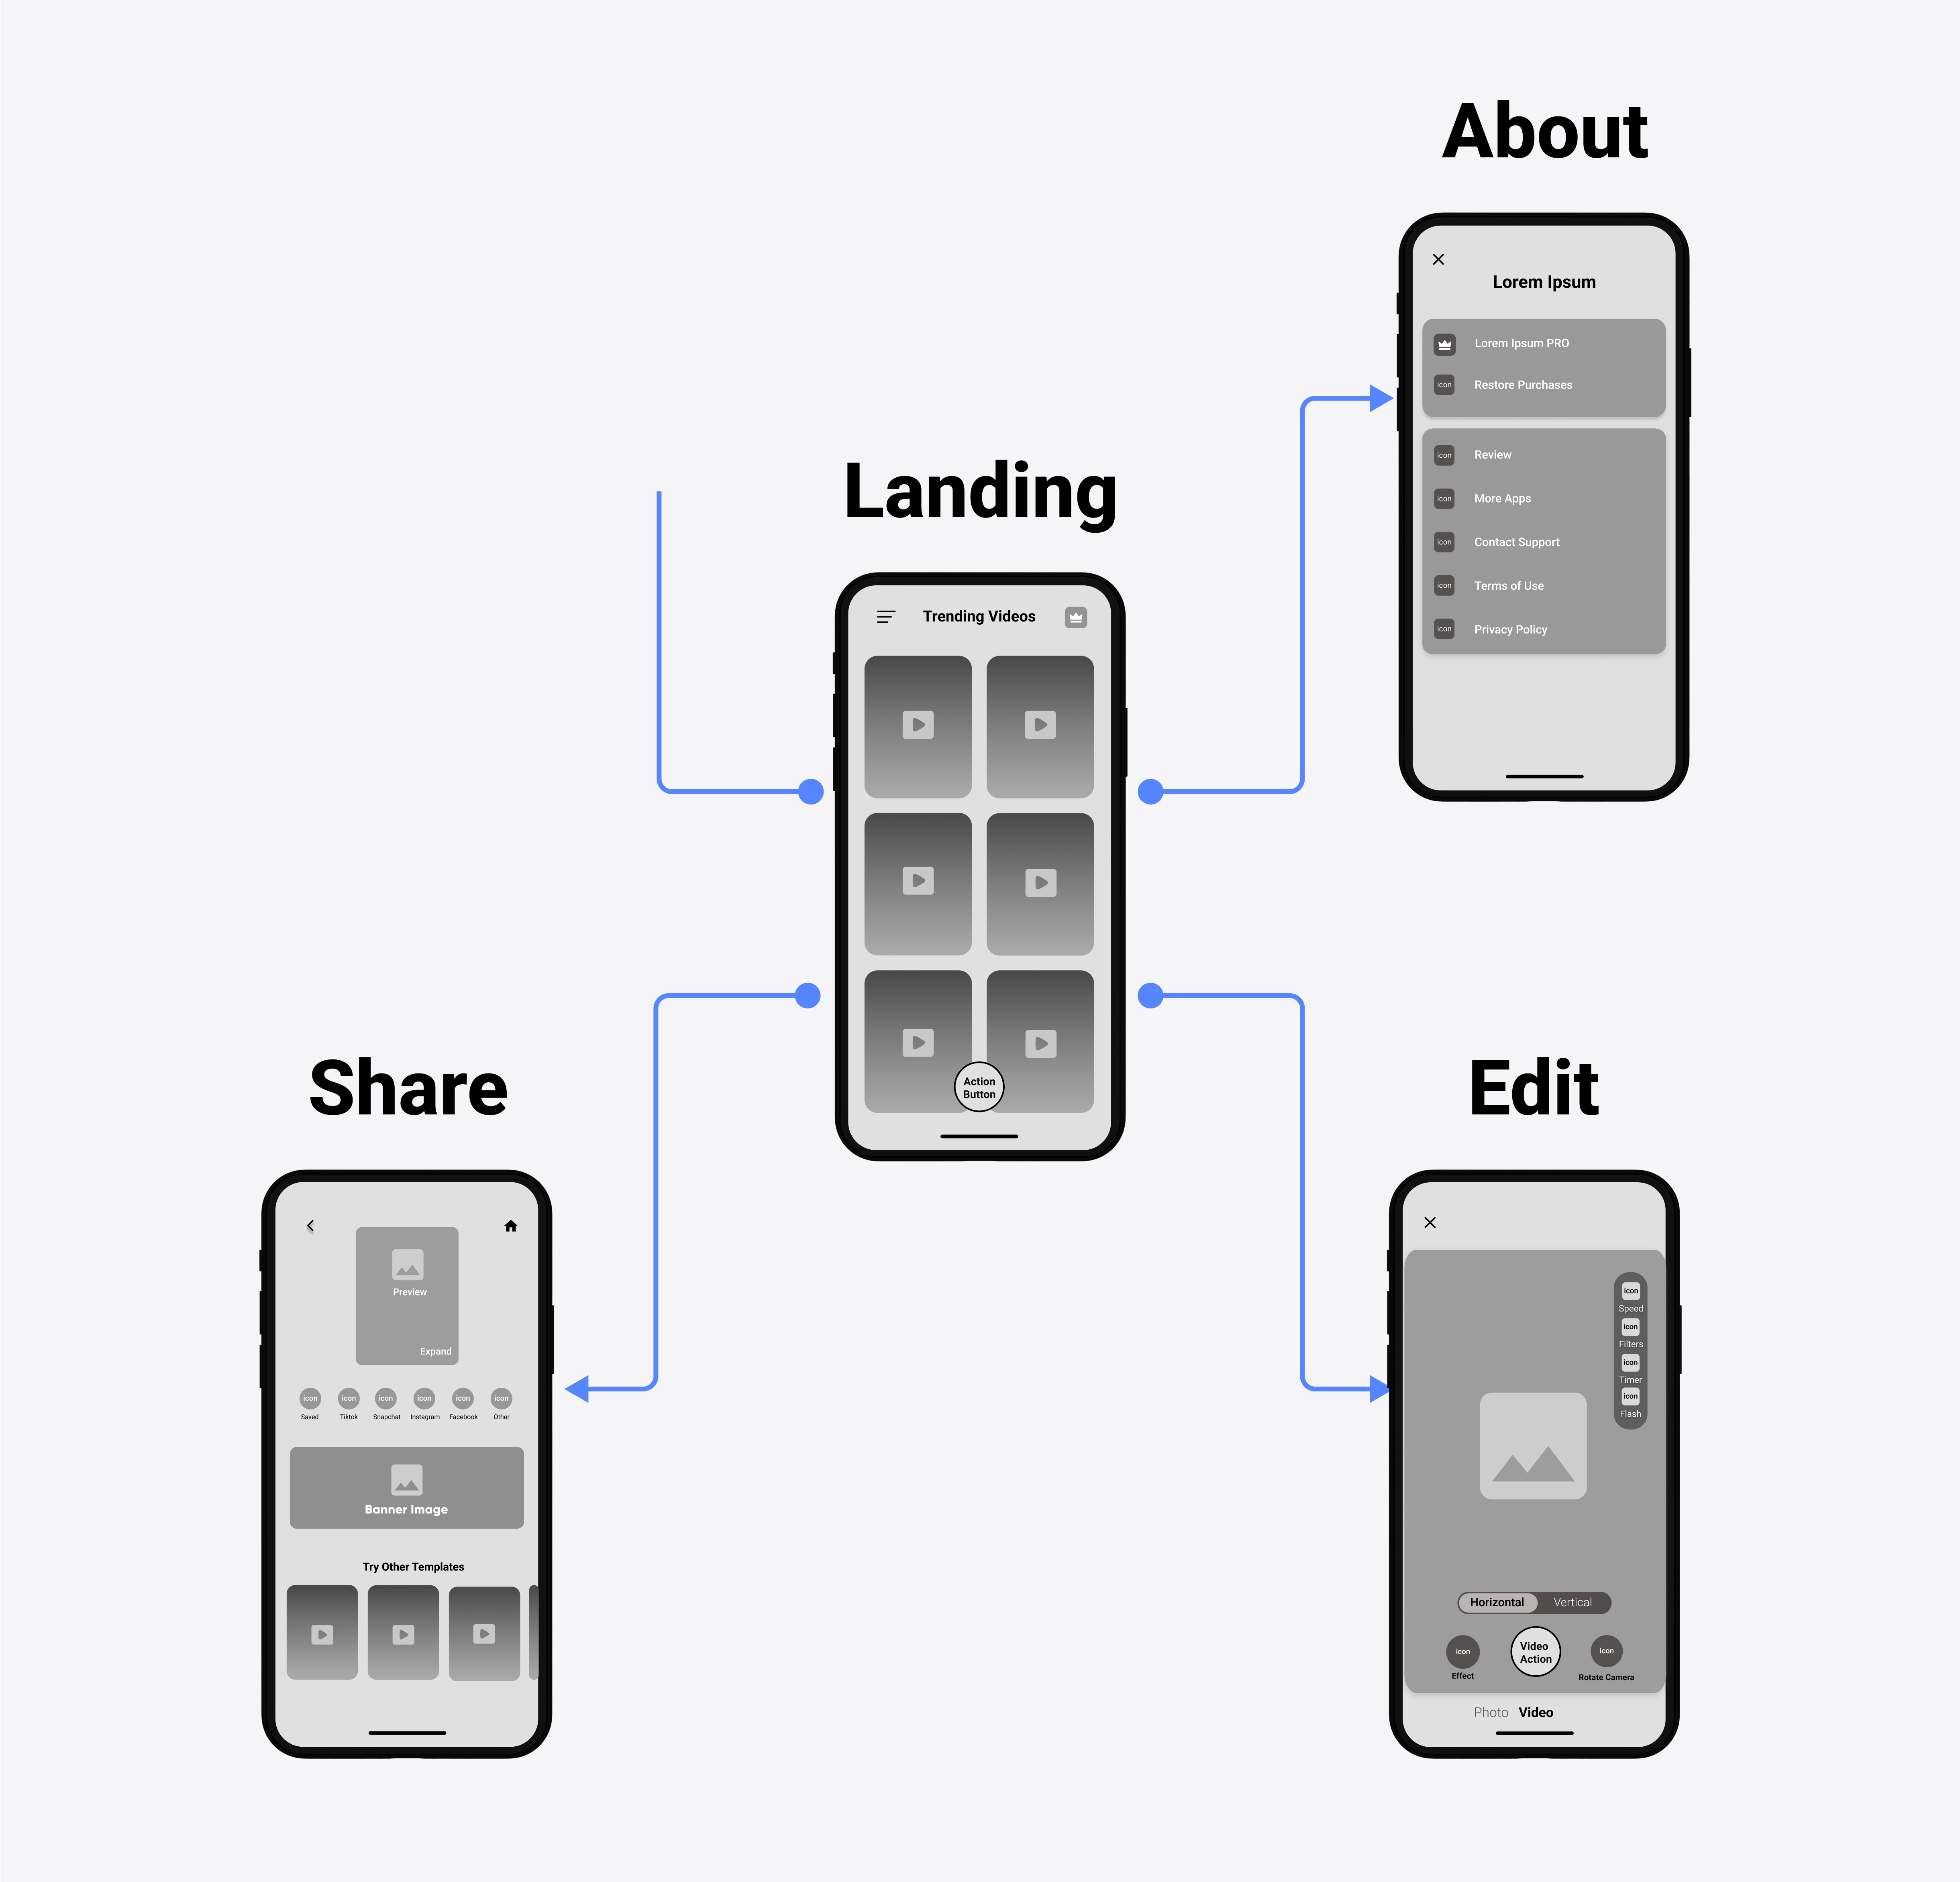 About
Lorem Ipsum
Lorem Ipsum PRO
icon
Restore Purchases
icon
Review
icon
More Apps
icon
Contact Support
icon
Terms of Use
icon
Privacy Policy
Landing
Trending Videos
Action
Button
Share
Preview
Expand
icon icon icon icon icon icon
Saved Tiktok Snapchat Instagram Facebook Other
Banner Image
Try Other Templates
Edit
icon
Speed
icon
Filters
icon
Timer
icon
Flash
Horizontal Vertical
icon
Effect
Video
Action
icon
Rotate Camera
Photo Video